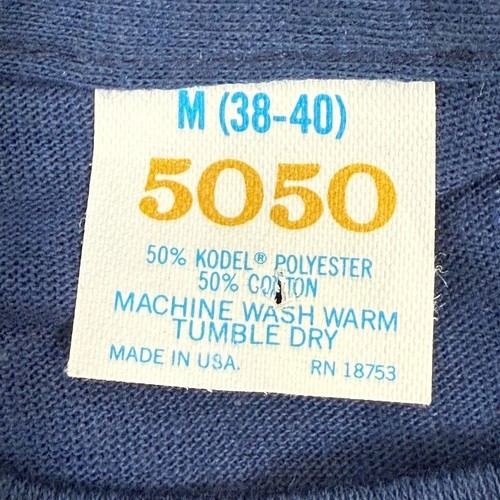 M (38-40)
5050
50% KODEL® POLYESTER
50% COTTON
MACHINE WASH WARM
TUMBLE DRY
MADE IN USA. RN 18753